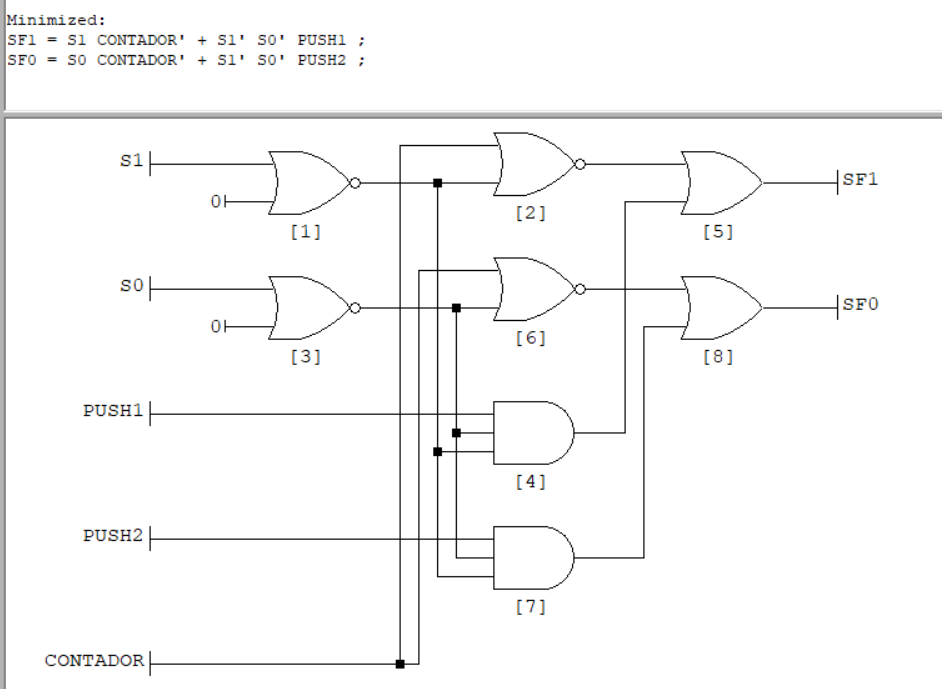 Minimized:
SF1 = S1 CONTADOR' + S1' S0' PUSH1 ;
SF0 = S0 CONTADOR' + S1' S0' PUSH2 ;
S1
SF1
0
[2]
[1]
[5]
S0
SF0
0
[6]
[3]
[8]
PUSH1
[4]
PUSH2
[7]
CONTADOR